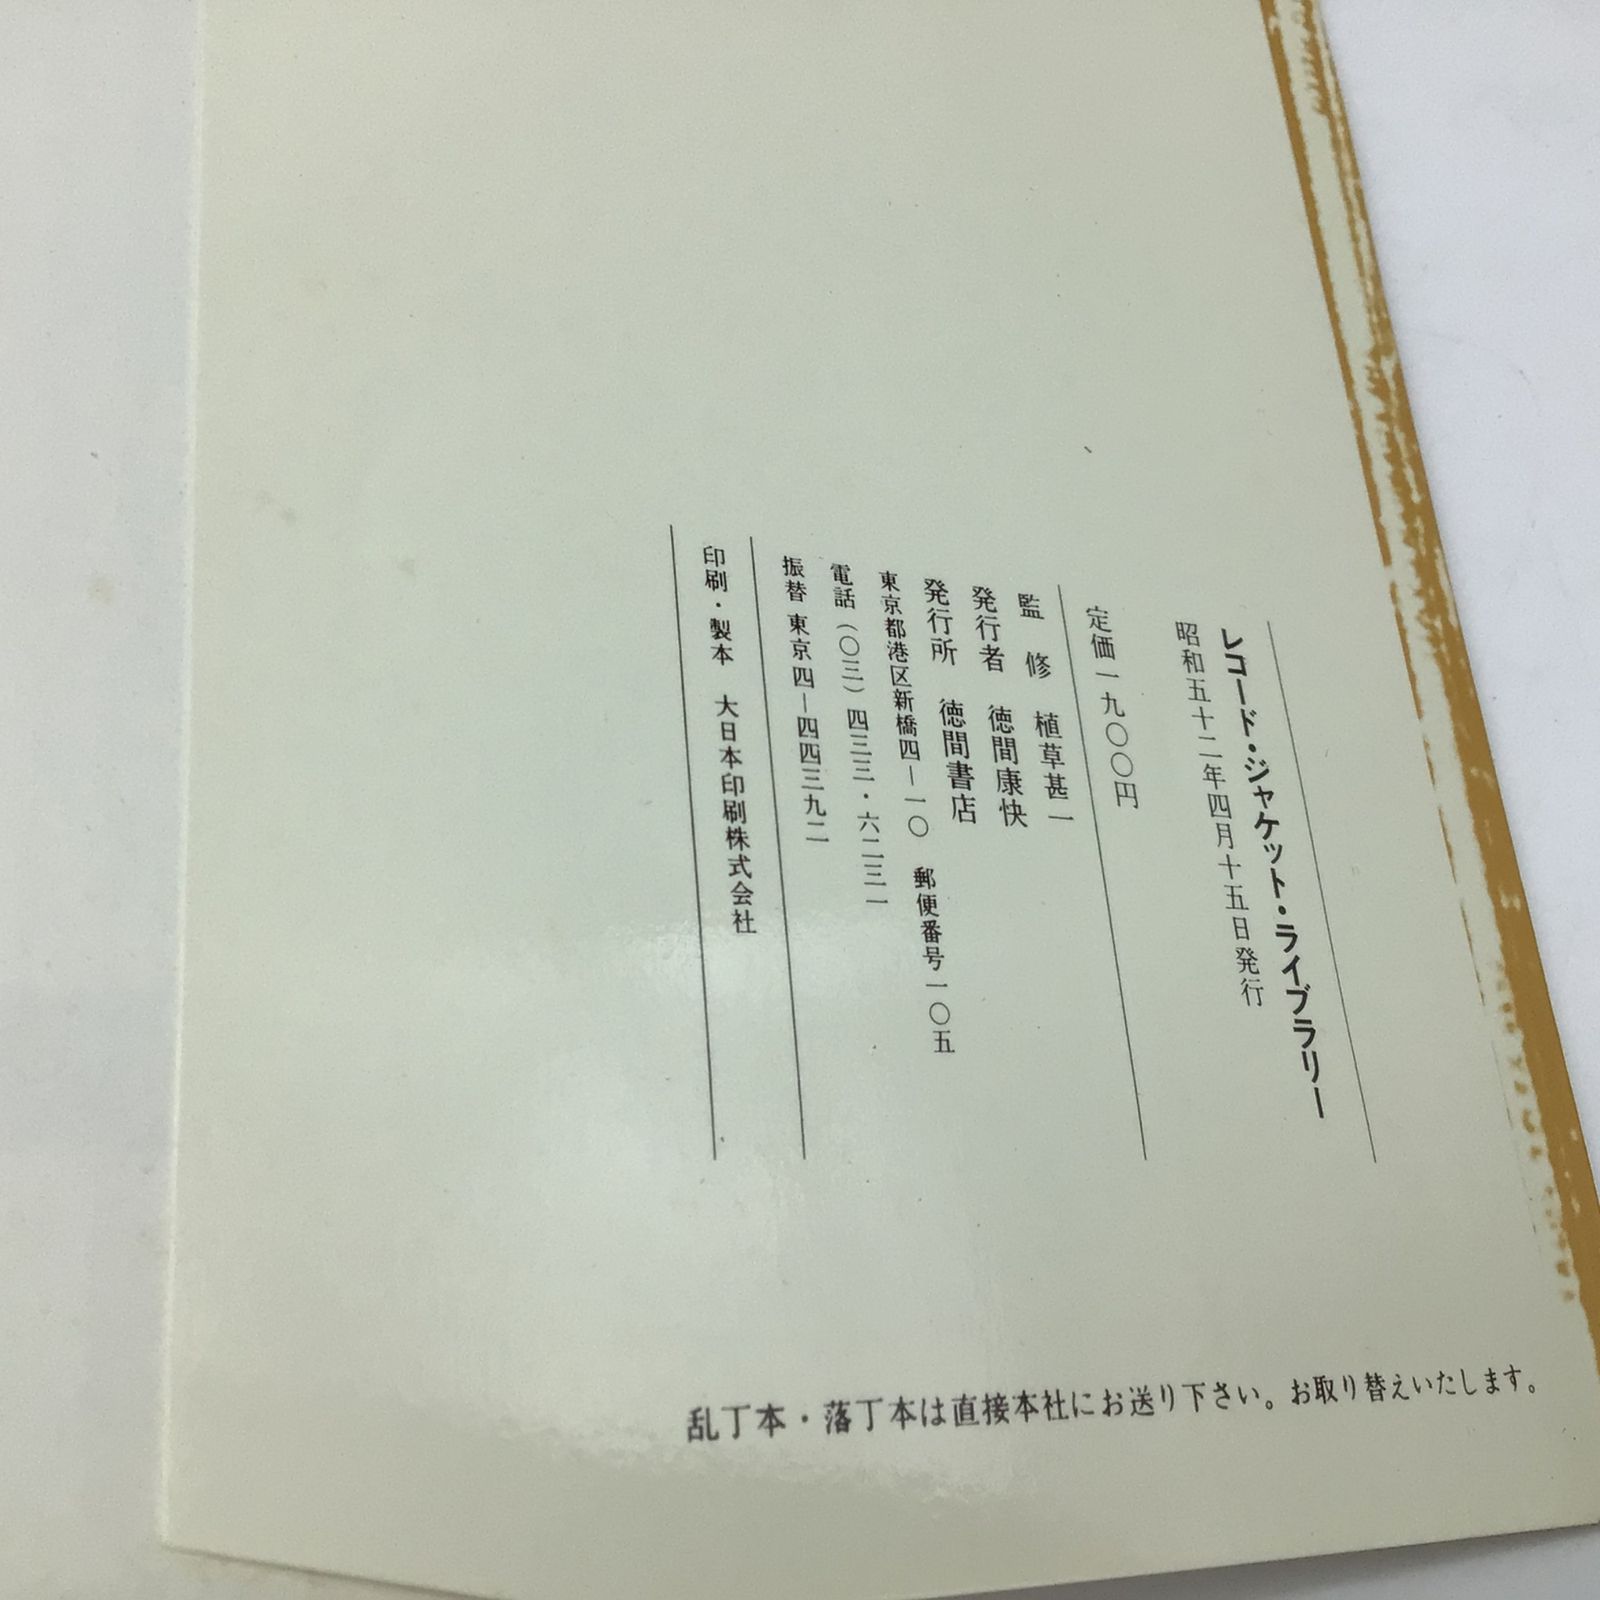 レコード・ジャケット・ライブラリー
昭和五十二年四月十五日発行
定価一九〇〇円
監 修 植草甚一
発行者 徳間康快
発行所 徳間書店
東京都港区新橋四ー一〇 郵便番号一〇五
電話（〇三）四三三・六二三一
振替 東京四ー四四三九二
印刷・製本 大日本印刷株式会社
乱丁本・落丁本は直接本社にお送り下さい。お取り替えいたします。